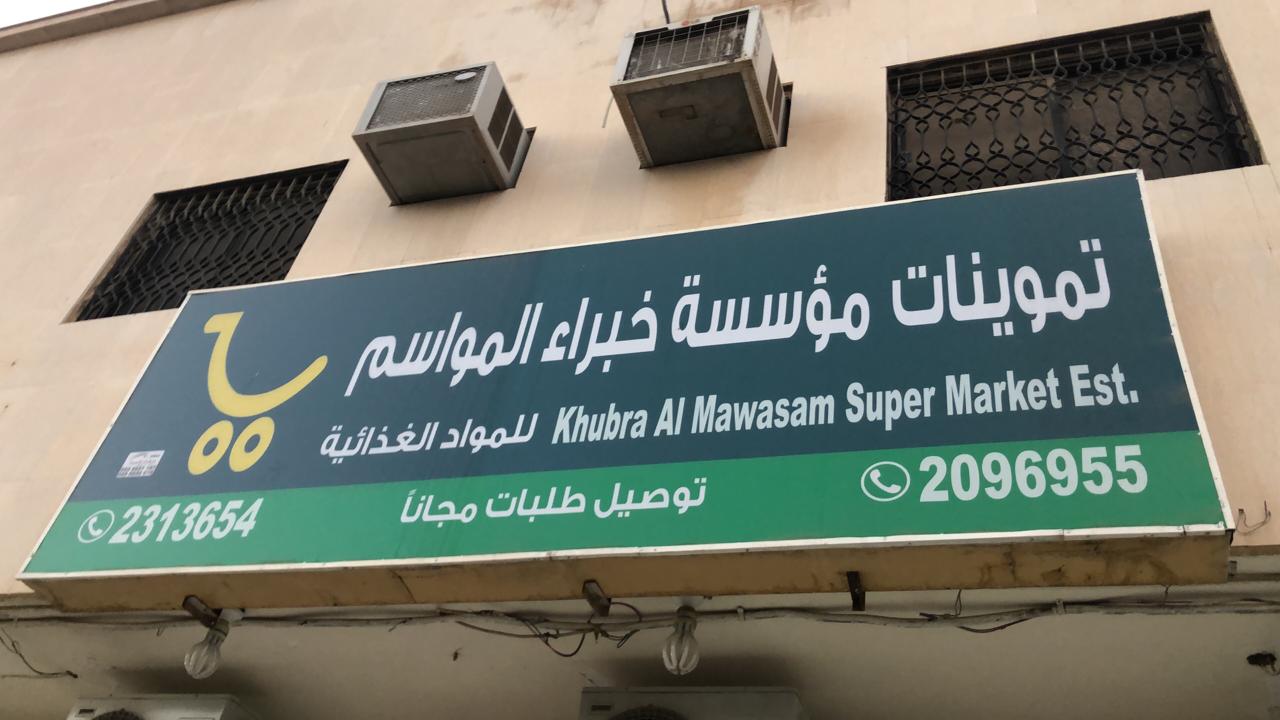 تموينات مؤسسة خبراء المواسم
للمواد الغذائية Khubra Al Mawasam Super Market Est.
2313654 توصيل طلبات مجاناً 2096955